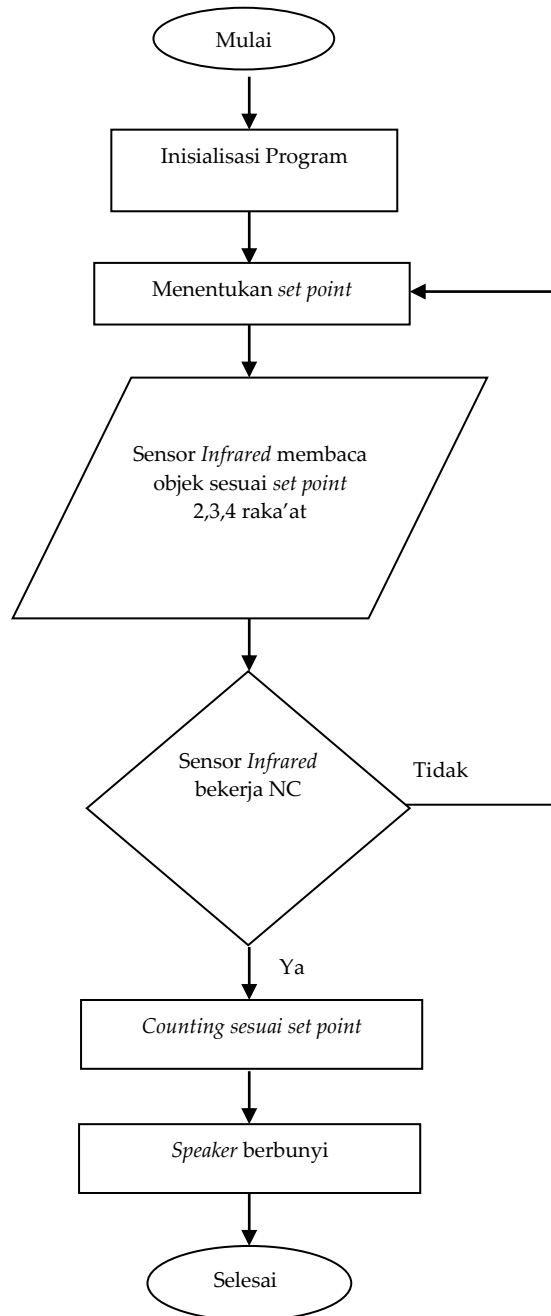 Mulai
Inisialisasi Program
Menentukan set point
Sensor Infrared membaca
objek sesuai set point
2,3,4 raka’at
Sensor Infrared
bekerja NC
Tidak
Ya
Counting sesuai set point
Speaker berbunyi
Selesai